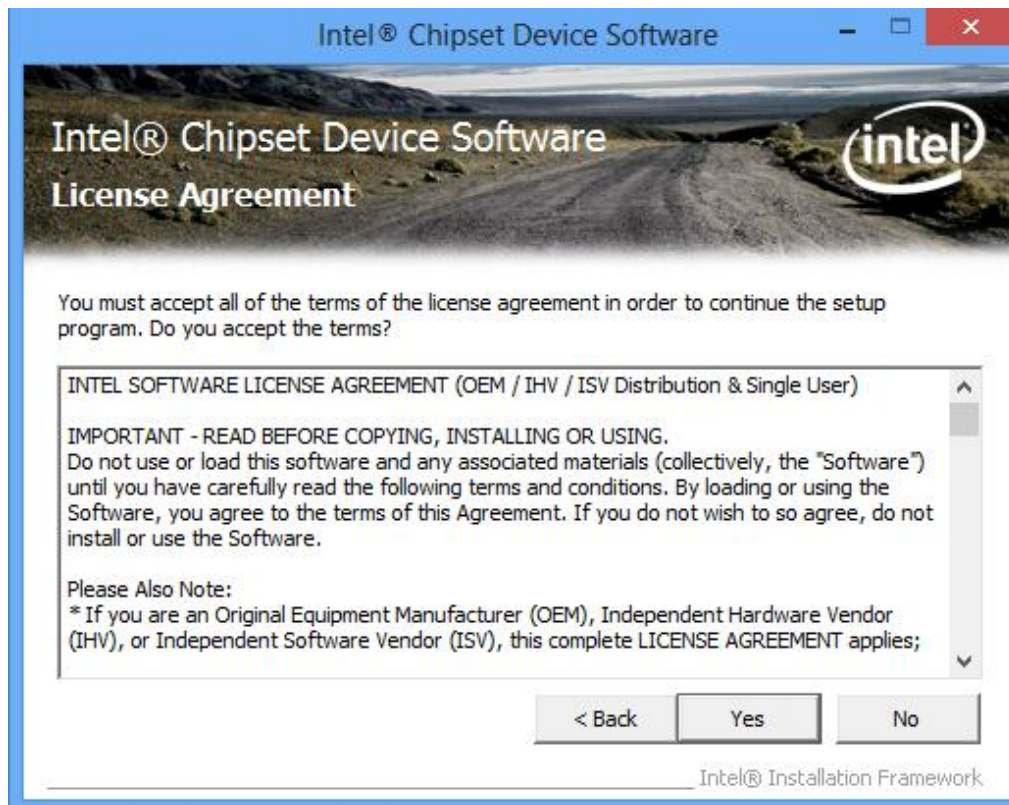 Intel® Chipset Device Software
Intel® Chipset Device Software
intel
License Agreement
You must accept all of the terms of the license agreement in order to continue the setup
program. Do you accept the terms?
INTEL SOFTWARE LICENSE AGREEMENT (OEM / IHV / ISV Distribution & Single User)
IMPORTANT - READ BEFORE COPYING, INSTALLING OR USING.
Do not use or load this software and any associated materials (collectively, the "Software")
until you have carefully read the following terms and conditions. By loading or using the
Software, you agree to the terms of this Agreement. If you do not wish to so agree, do not
install or use the Software.
Please Also Note:
* If you are an Original Equipment Manufacturer (OEM), Independent Hardware Vendor
(IHV), or Independent Software Vendor (ISV), this complete LICENSE AGREEMENT applies;
< Back Yes No
Intel® Installation Framework